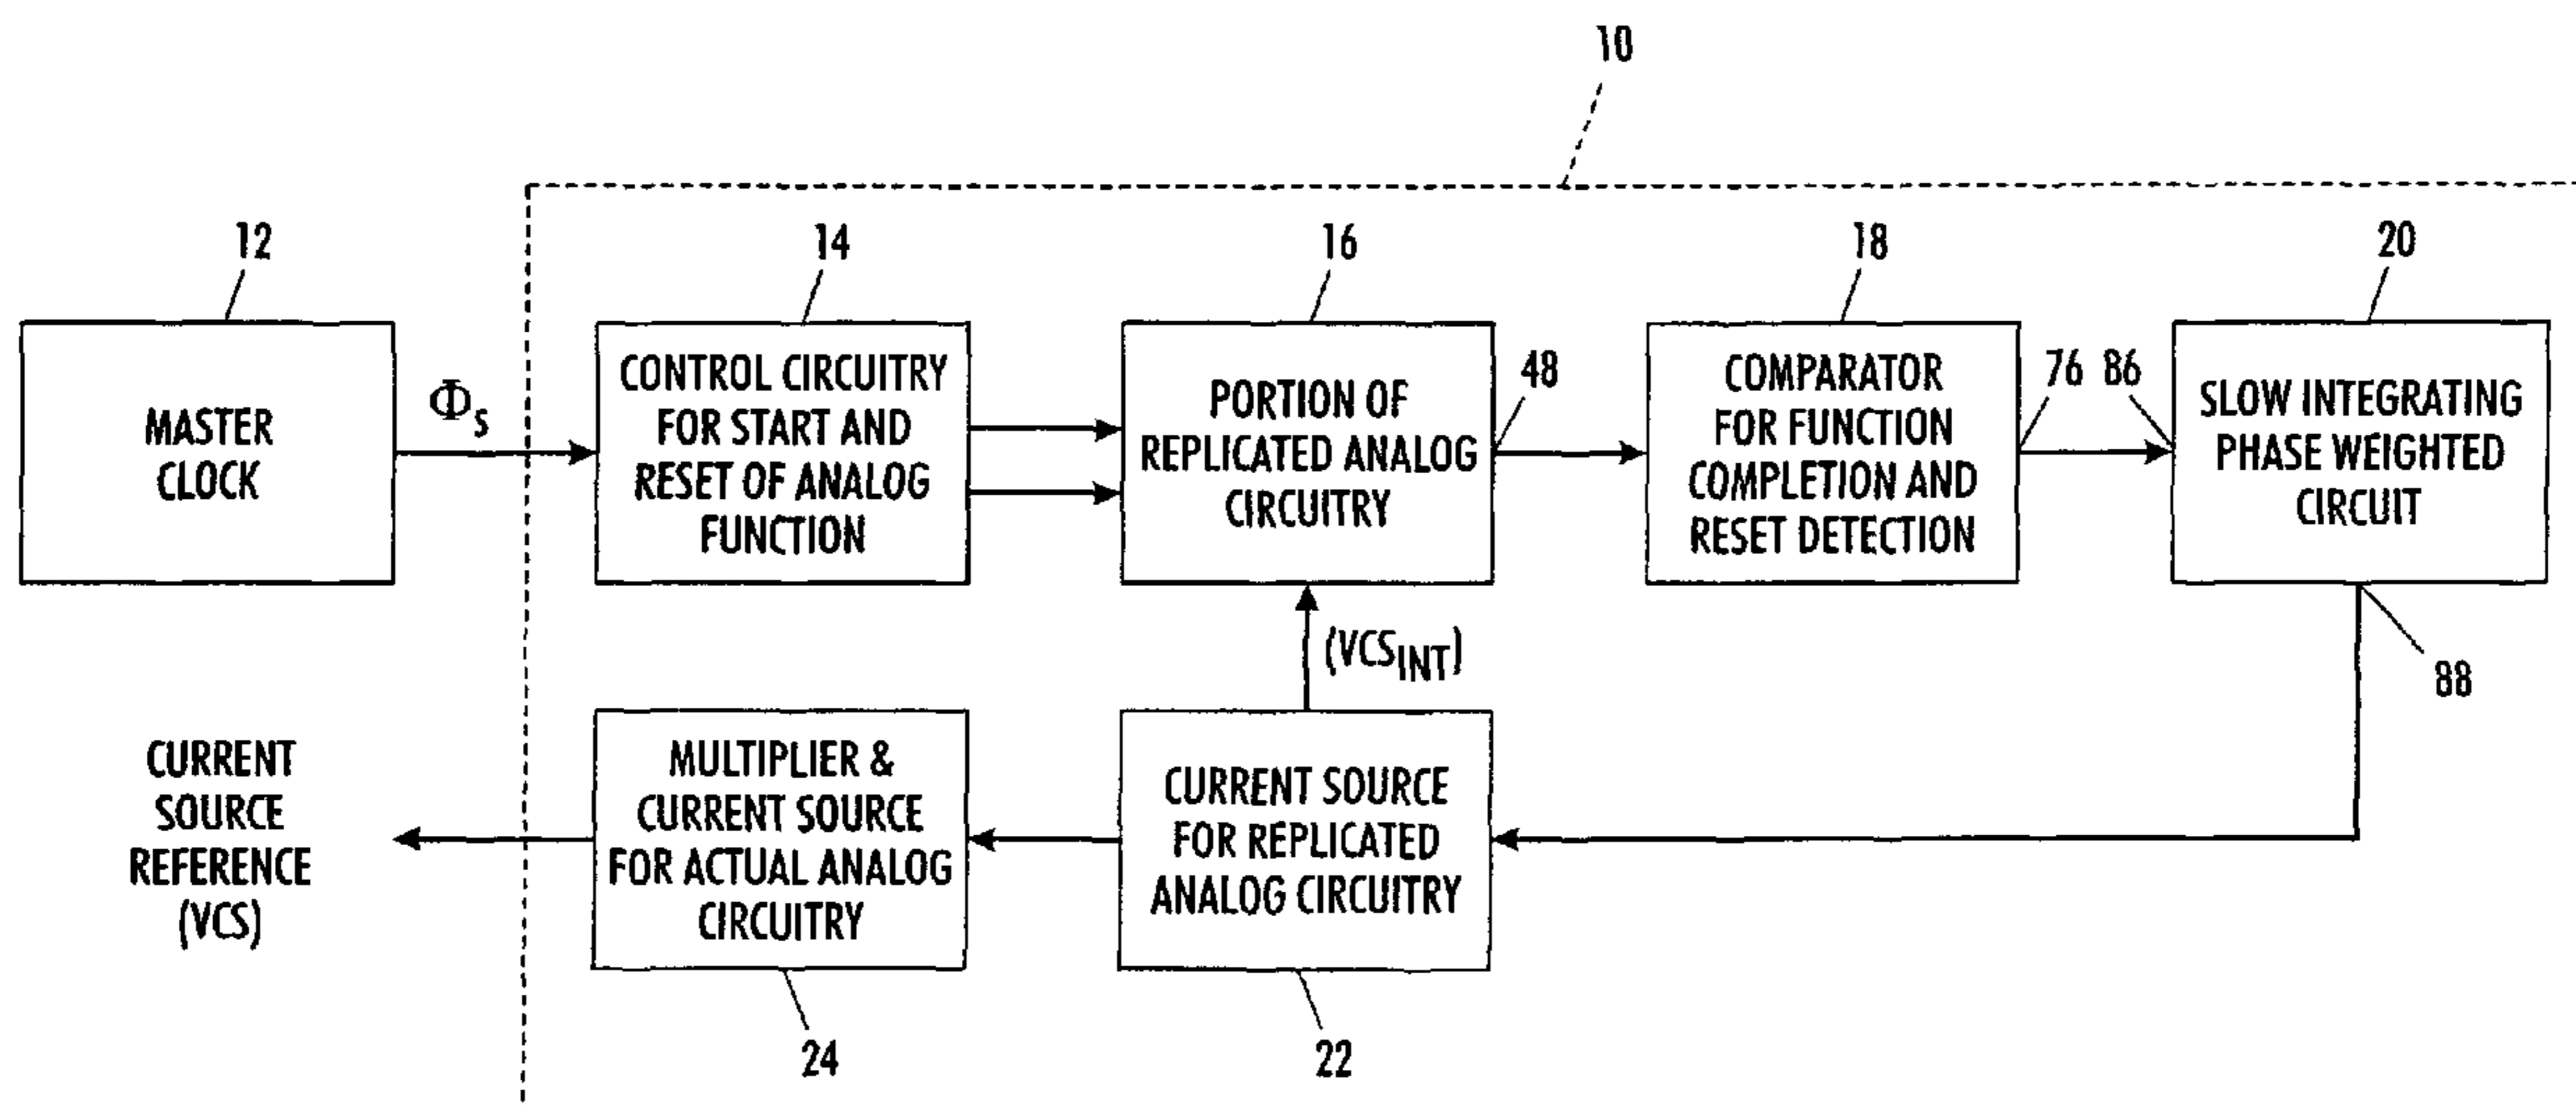 10
12
14
16
18
20
MASTER
CLOCK
Φs
CONTROL CIRCUITRY
FOR START AND
RESET OF ANALOG
FUNCTION
PORTION OF
REPLICATED ANALOG
CIRCUITRY
48
COMPARATOR
FOR FUNCTION
COMPLETION AND
RESET DETECTION
76 86
SLOW INTEGRATING
PHASE WEIGHTED
CIRCUIT
88
(VCSINT)
CURRENT
SOURCE
REFERENCE
(VCS)
MULTIPLIER &
CURRENT SOURCE
FOR ACTUAL ANALOG
CIRCUITRY
CURRENT SOURCE
FOR REPLICATED
ANALOG CIRCUITRY
24
22